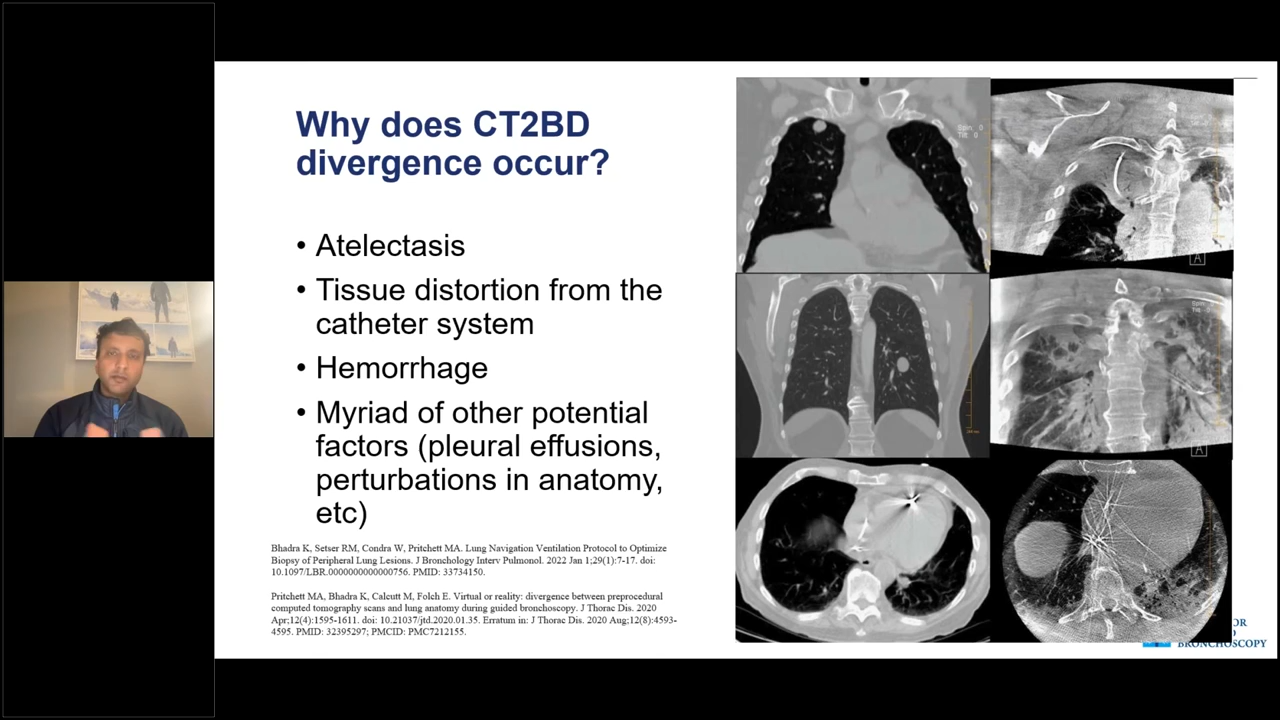 Why does CT2BD
divergence occur?
• Atelectasis
• Tissue distortion from the
catheter system
• Hemorrhage
• Myriad of other potential
factors (pleural effusions,
perturbations in anatomy,
etc)
Bhadra K, Setser RM, Condra W, Pritchett MA. Lung Navigation Ventilation Protocol to Optimize
Biopsy of Peripheral Lung Lesions. J Bronchology Interv Pulmonol. 2022 Jan 1;29(1):7-17. doi:
10.1097/LBR.0000000000000756. PMID: 33734150.
Pritchett MA, Bhadra K, Calcutt M, Folch E. Virtual or reality: divergence between preprocedural
computed tomography scans and lung anatomy during guided bronchoscopy. J Thorac Dis. 2020
Apr;12(4):1595-1611. doi: 10.21037/jtd.2020.01.35. Erratum in: J Thorac Dis. 2020 Aug;12(8):4593-
4595. PMID: 32395297; PMCID: PMC7212155.
Spin 0
Tilt 0
A
A
OR
BRONCHOSCOPY